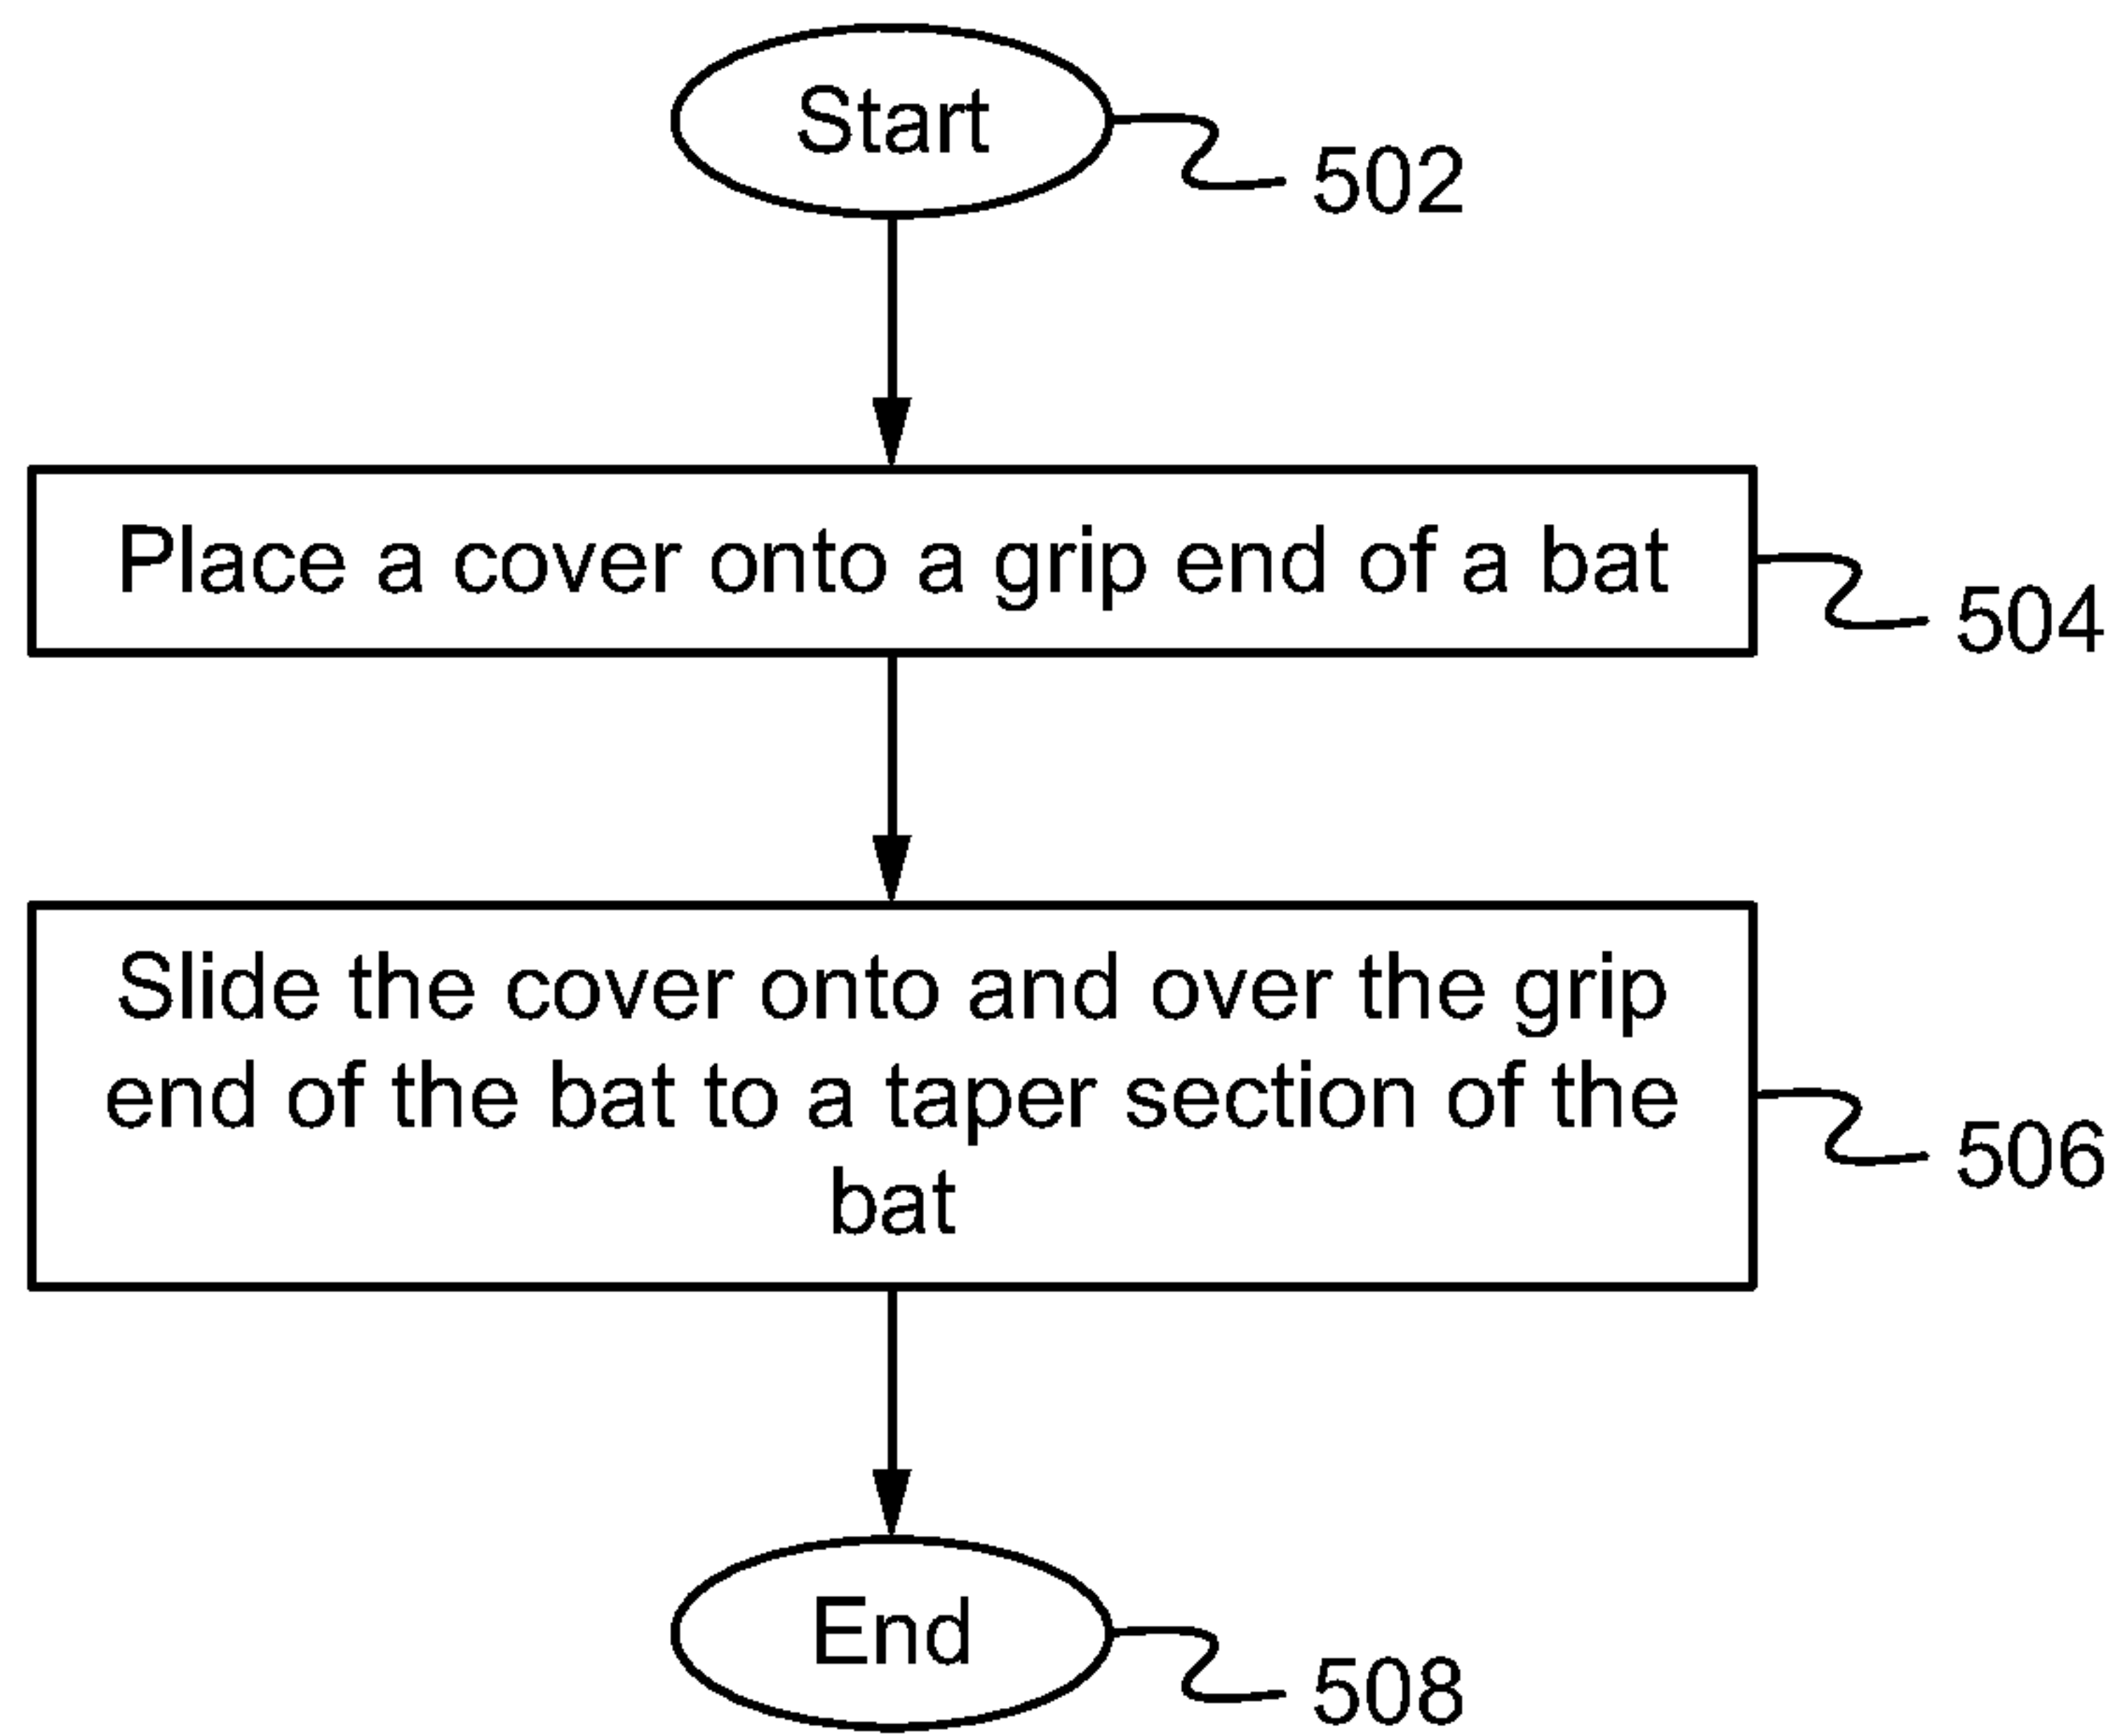 Start
502
Place a cover onto a grip end of a bat
504
Slide the cover onto and over the grip
end of the bat to a taper section of the
bat
506
End
508